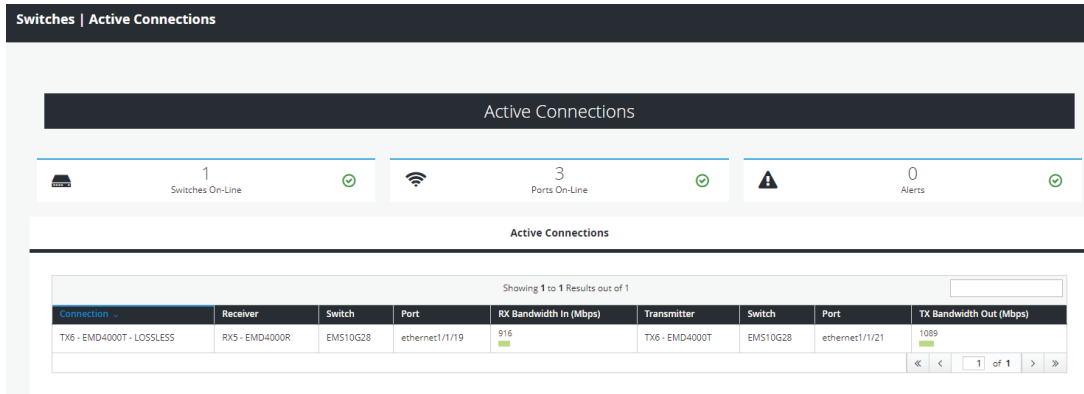 Switches | Active Connections
Active Connections
1
Switches On-Line
3
Ports On-Line
0
Alerts
Active Connections
Showing 1 to 1 Results out of 1
Connection Receiver Switch Port RX Bandwidth In (Mbps) Transmitter Switch Port TX Bandwidth Out (Mbps)
TX6 - EMD4000T - LOSSLESS RX5 - EMD4000R EMS10G28 ethernet1/1/19 916 TX6 - EMD4000T EMS10G28 ethernet1/1/21 1089
« < 1 of 1 > »